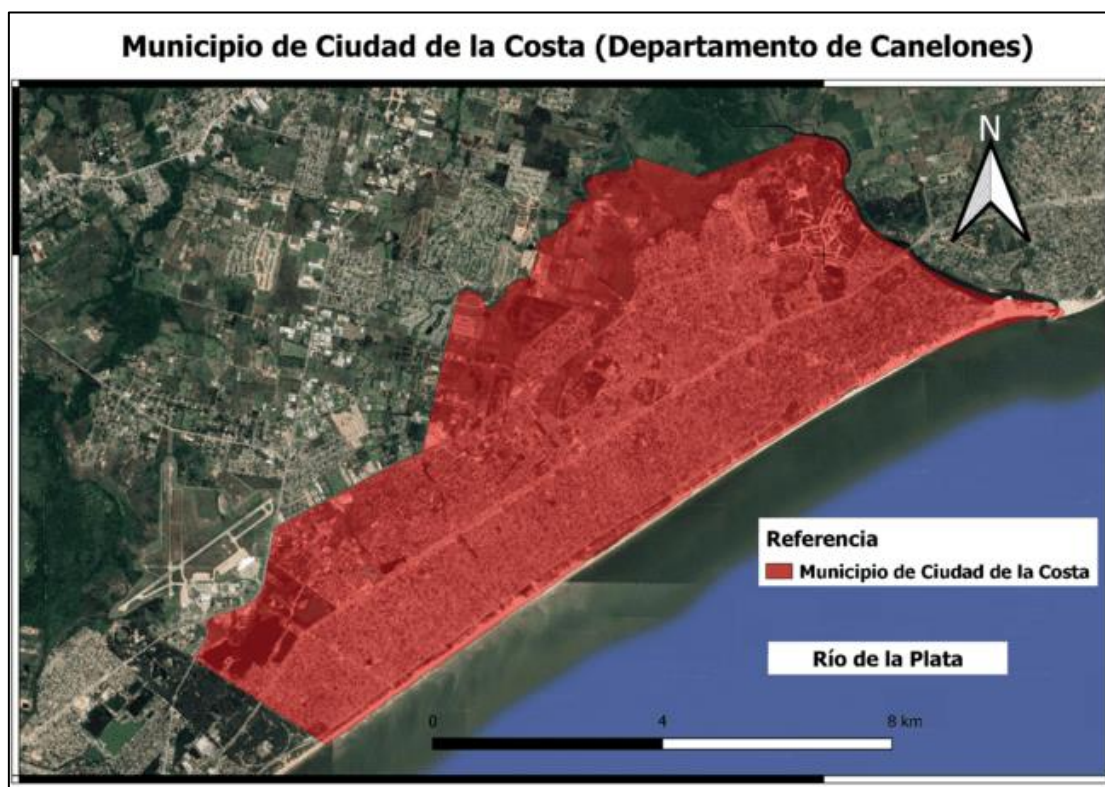 Municipio de Ciudad de la Costa (Departamento de Canelones)
N
Referencia
Municipio de Ciudad de la Costa
Río de la Plata
0 4 8 km